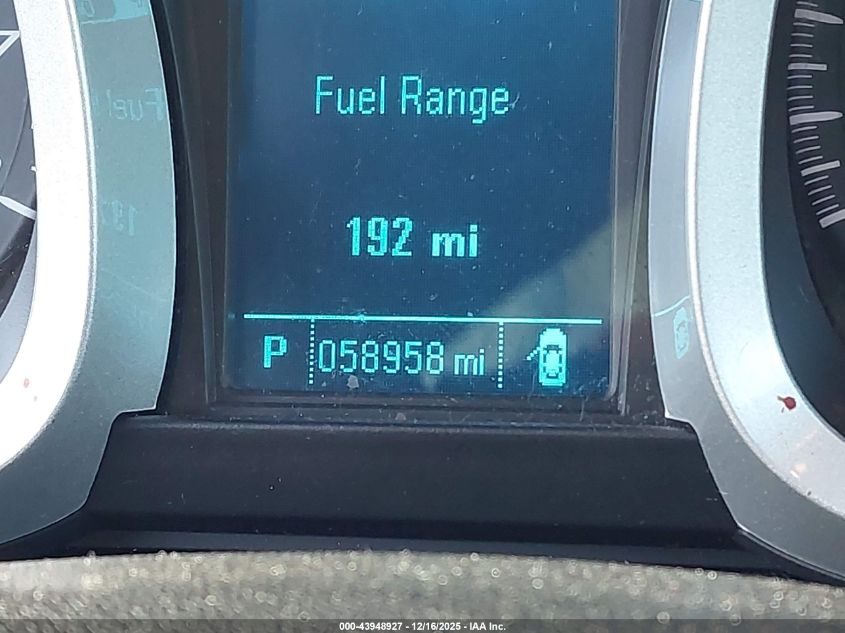 Fuel Range
192 mi
P 058958 mi
000-43948927 - 12/16/2025 - IAA Inc.